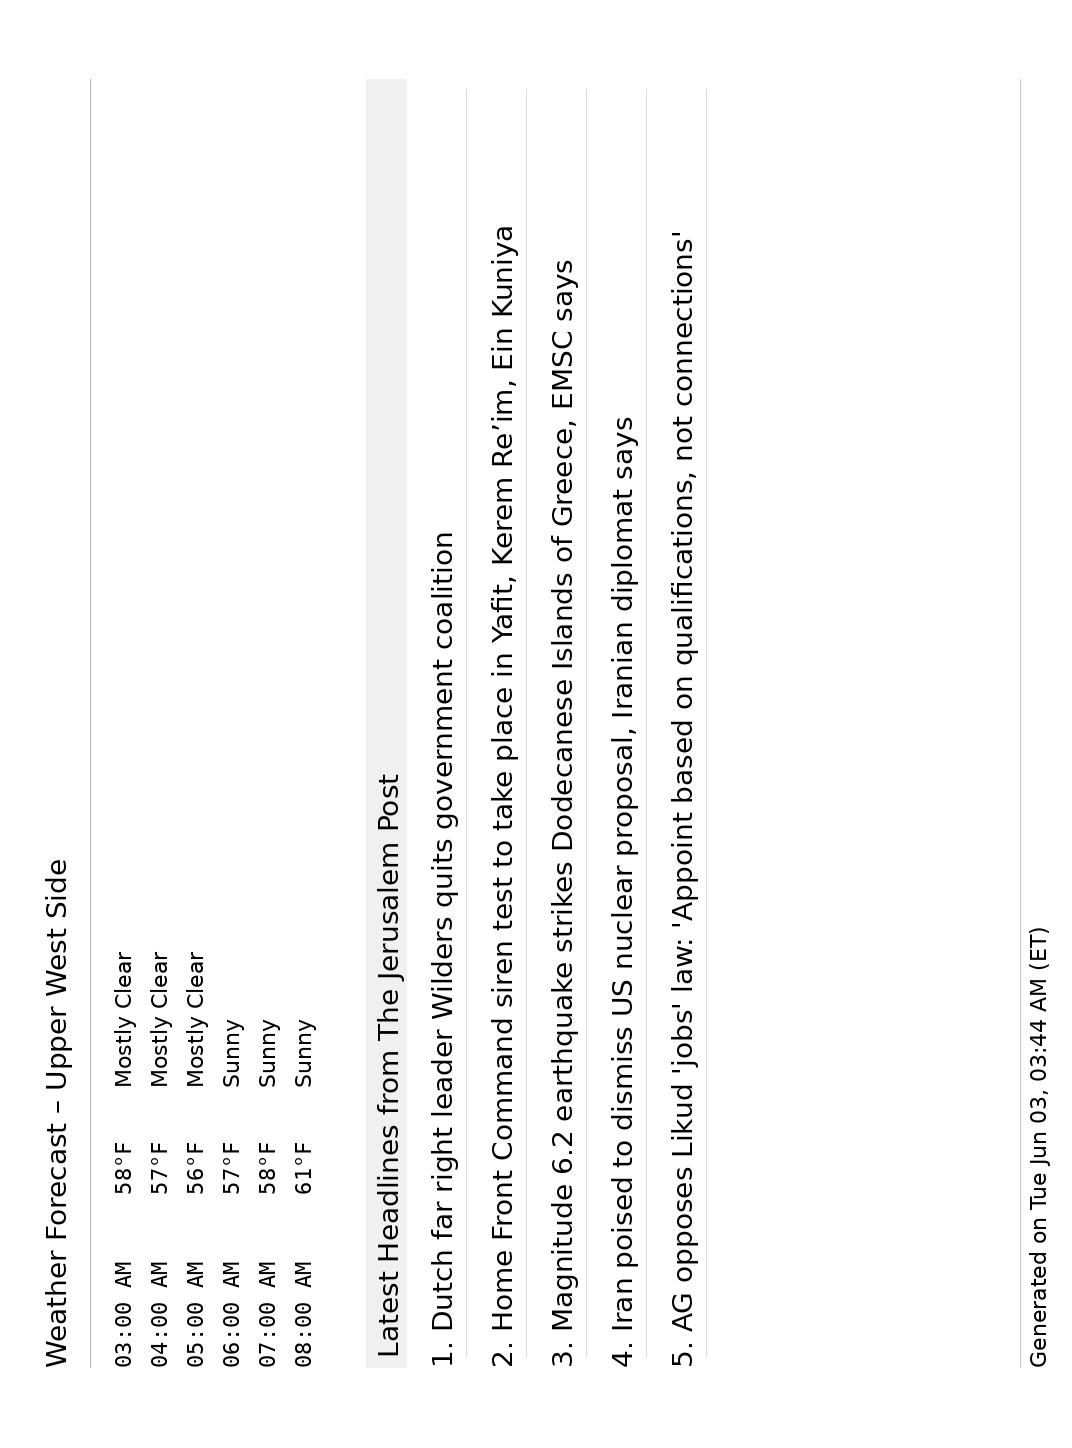 Weather Forecast – Upper West Side
03:00 AM 58°F Mostly Clear
04:00 AM 57°F Mostly Clear
05:00 AM 56°F Mostly Clear
06:00 AM 57°F Sunny
07:00 AM 58°F Sunny
08:00 AM 61°F Sunny
Latest Headlines from The Jerusalem Post
1. Dutch far right leader Wilders quits government coalition
2. Home Front Command siren test to take place in Yafit, Kerem Re’im, Ein Kuniya
3. Magnitude 6.2 earthquake strikes Dodecanese Islands of Greece, EMSC says
4. Iran poised to dismiss US nuclear proposal, Iranian diplomat says
5. AG opposes Likud 'jobs' law: 'Appoint based on qualifications, not connections'
Generated on Tue Jun 03, 03:44 AM (ET)